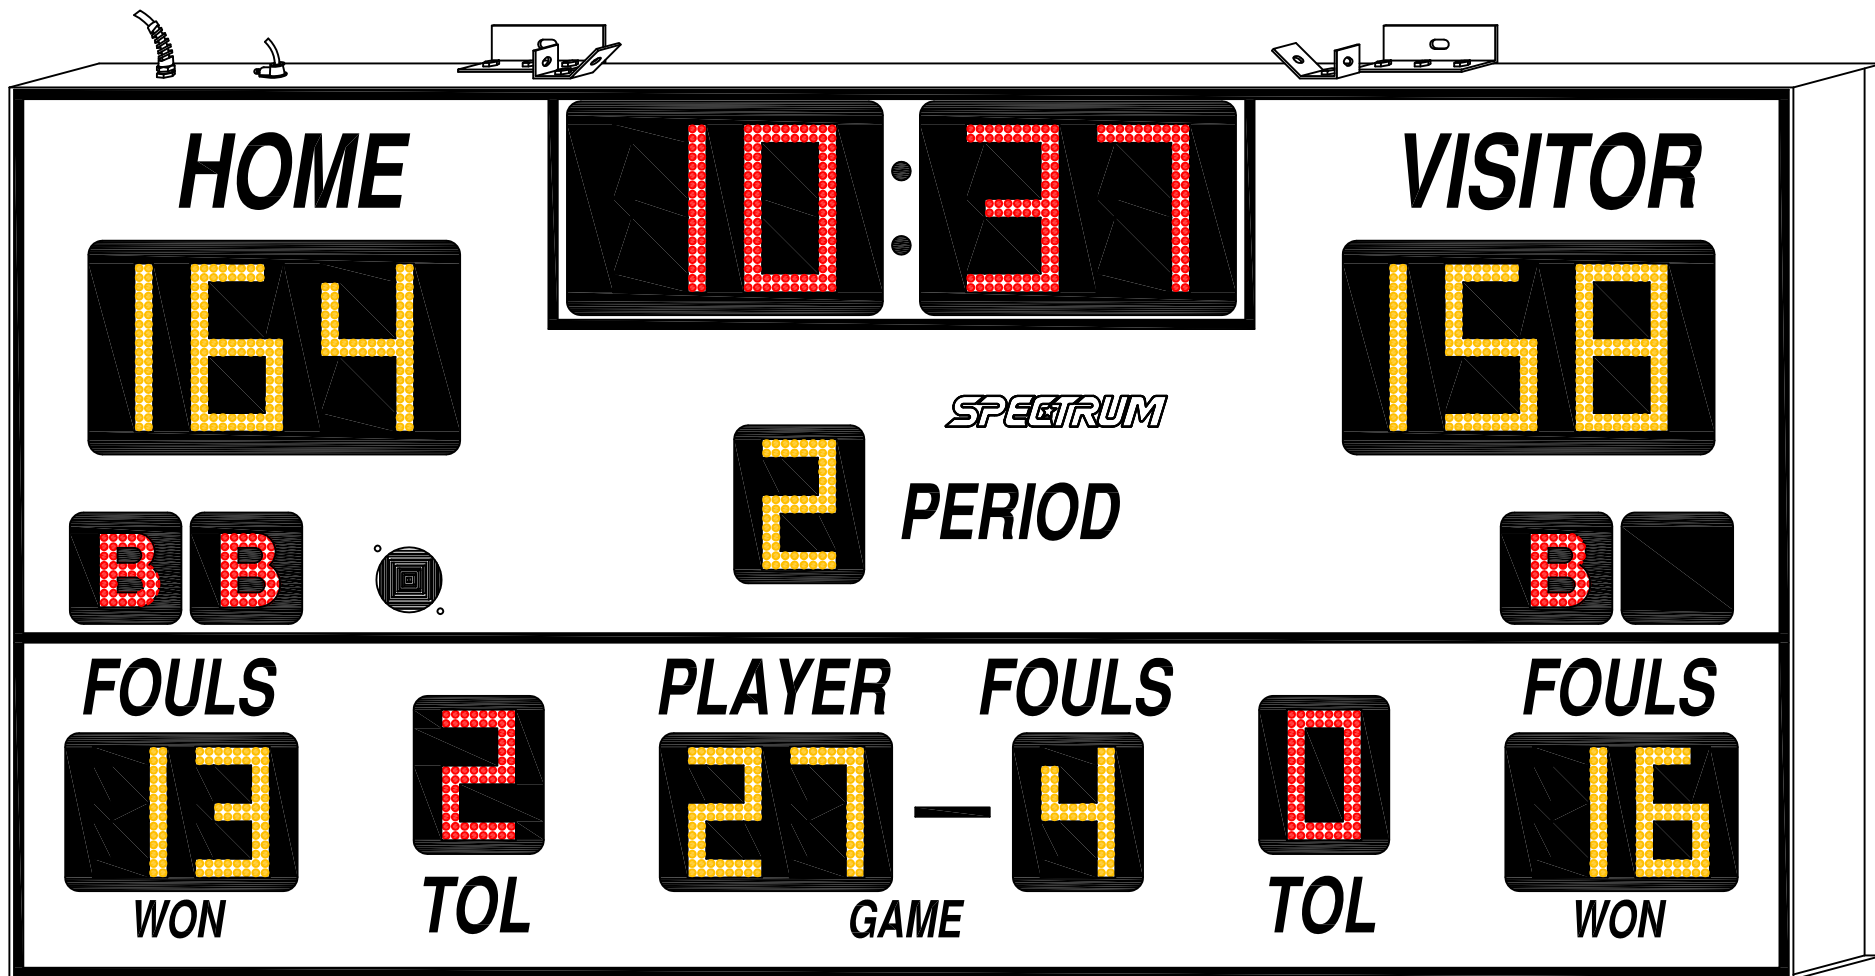 HOME 10:37 VISITOR
164 158
SPECTRUM
2 PERIOD
B B B
FOULS PLAYER FOULS FOULS
13 2 27 — 4 0 16
WON TOL GAME TOL WON